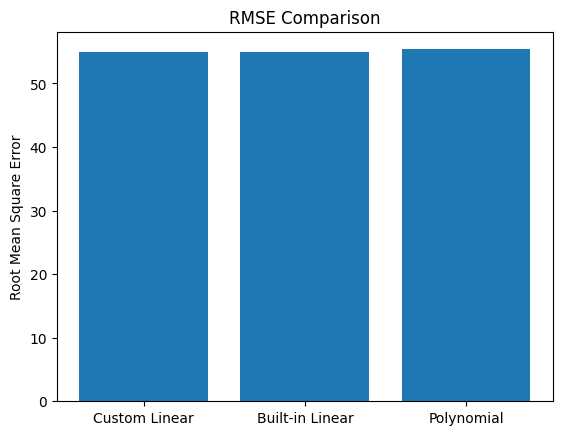 RMSE Comparison
Root Mean Square Error
50
40
30
20
10
0
Custom Linear
Built-in Linear
Polynomial